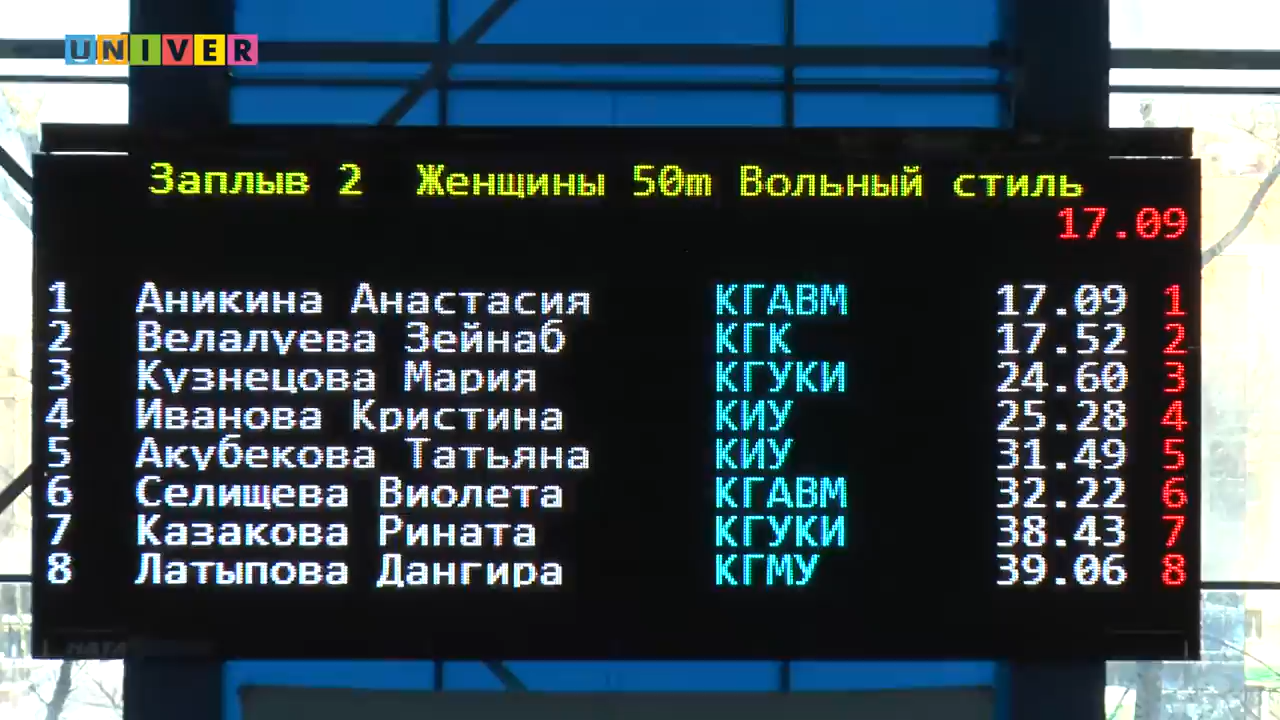 UNIVER
Заплыв 2 Женщины 50m Вольный стиль
17.09
1 Аникина Анастасия КГАВМ 17.09 1
2 Велалуева Зейнаб КГК 17.52 2
3 Кузнецова Мария КГУКИ 24.60 3
4 Иванова Кристина КИУ 25.28 4
5 Акубекова Татьяна КИУ 31.49 5
6 Селищева Виолета КГАВМ 32.22 6
7 Казакова Рината КГУКИ 38.43 7
8 Латыпова Дангира КГМУ 39.06 8